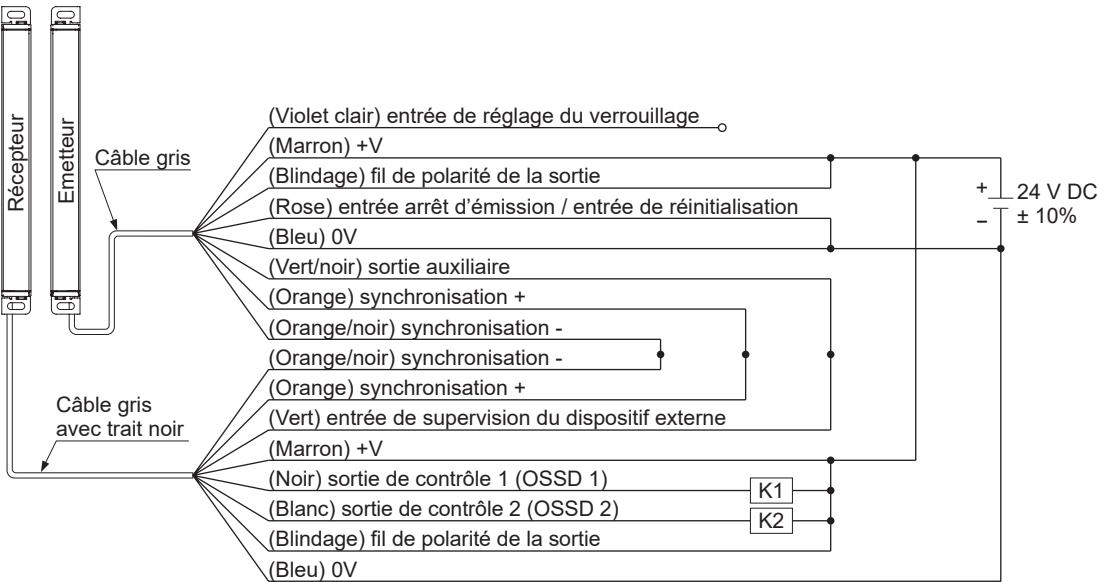 Récepteur
Emetteur
Câble gris
(Violet clair) entrée de réglage du verrouillage
(Marron) +V
(Blindage) fil de polarité de la sortie
(Rose) entrée arrêt d’émission / entrée de réinitialisation
(Bleu) 0V
(Vert/noir) sortie auxiliaire
(Orange) synchronisation +
(Orange/noir) synchronisation -
+
24 V DC
–
± 10%
Câble gris
avec trait noir
(Orange/noir) synchronisation -
(Orange) synchronisation +
(Vert) entrée de supervision du dispositif externe
(Marron) +V
(Noir) sortie de contrôle 1 (OSSD 1)
K1
(Blanc) sortie de contrôle 2 (OSSD 2)
K2
(Blindage) fil de polarité de la sortie
(Bleu) 0V